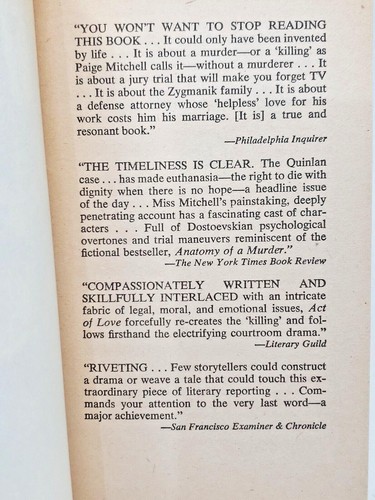 "YOU WON'T WANT TO STOP READING
THIS BOOK . . . It could only have been invented
by life . . . It is about a murder—or a 'killing' as
Paige Mitchell calls it—without a murderer . . . It
is about a jury trial that will make you forget TV
. . . It is about the Zygmanik family . . . It is about
a defense attorney whose 'helpless' love for his
work costs him his marriage. [It is] a true and
resonant book."
—Philadelphia Inquirer
"THE TIMELINESS IS CLEAR. The Quinlan
case . . . has made euthanasia—the right to die with
dignity when there is no hope—a headline issue
of the day . . . Miss Mitchell's painstaking, deeply
penetrating account has a fascinating cast of char-
acters . . . Full of Dostoevskian psychological
overtones and trial maneuvers reminiscent of the
fictional bestseller, Anatomy of a Murder."
—The New York Times Book Review
"COMPASSIONATELY WRITTEN AND
SKILLFULLY INTERLACED with an intricate
fabric of legal, moral, and emotional issues, Act
of Love forcefully re-creates the 'killing' and fol-
lows firsthand the electrifying courtroom drama."
—Literary Guild
"RIVETING . . . Few storytellers could construct
a drama or weave a tale that could touch this ex-
traordinary piece of literary reporting . . . Com-
mands your attention to the very last word—a
major achievement."
—San Francisco Examiner & Chronicle